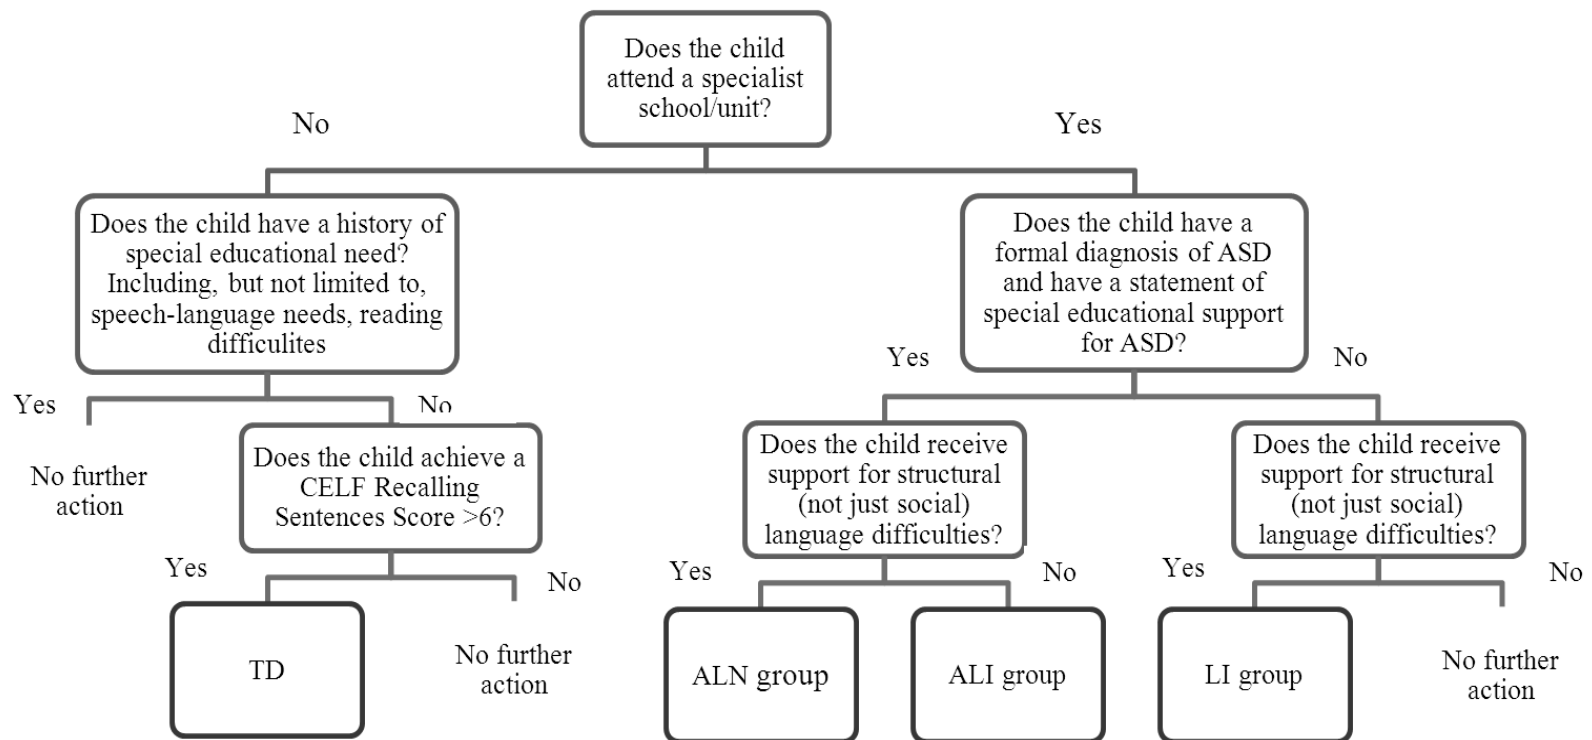 Does the child
attend a specialist
school/unit?
No
Yes
Does the child have a history of
special educational need?
Including, but not limited to,
speech-language needs, reading
difficulites
Does the child have a
formal diagnosis of ASD
and have a statement of
special educational support
for ASD?
Yes
No
Yes
No
No further
action
Does the child achieve a
CELF Recalling
Sentences Score >6?
Does the child receive
support for structural
(not just social)
language difficulties?
Does the child receive
support for structural
(not just social)
language difficulties?
Yes
No
Yes
No
Yes
No
TD
No further
action
ALN group
ALI group
LI group
No further
action